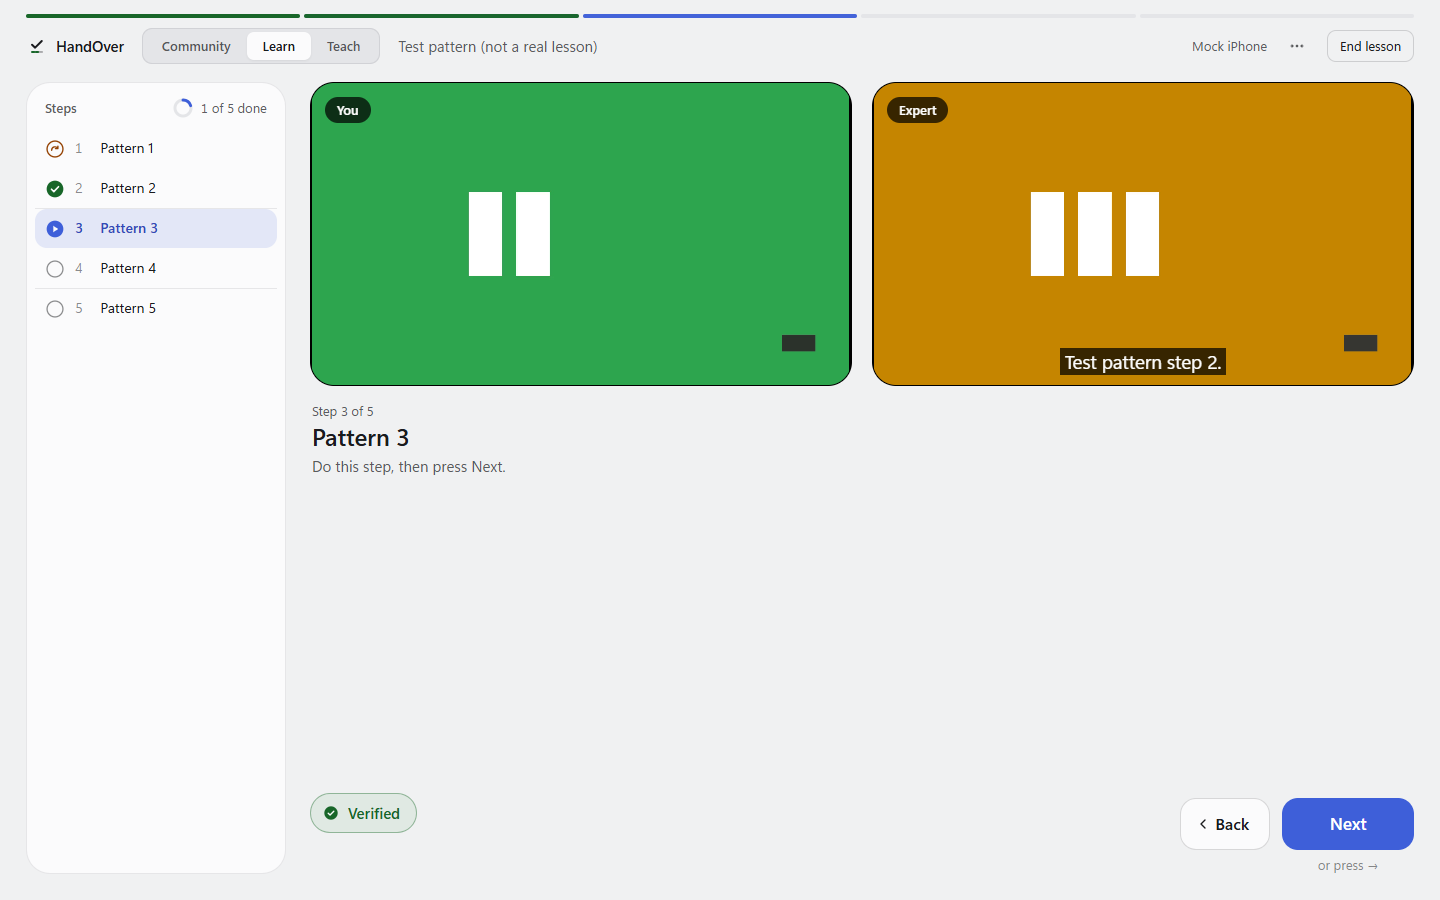 HandOver
Community
Learn
Teach
Test pattern (not a real lesson)
Mock iPhone
End lesson
Steps
1 of 5 done
1 Pattern 1
2 Pattern 2
3 Pattern 3
4 Pattern 4
5 Pattern 5
You
Expert
Test pattern step 2.
Step 3 of 5
Pattern 3
Do this step, then press Next.
Verified
Back
Next
or press →